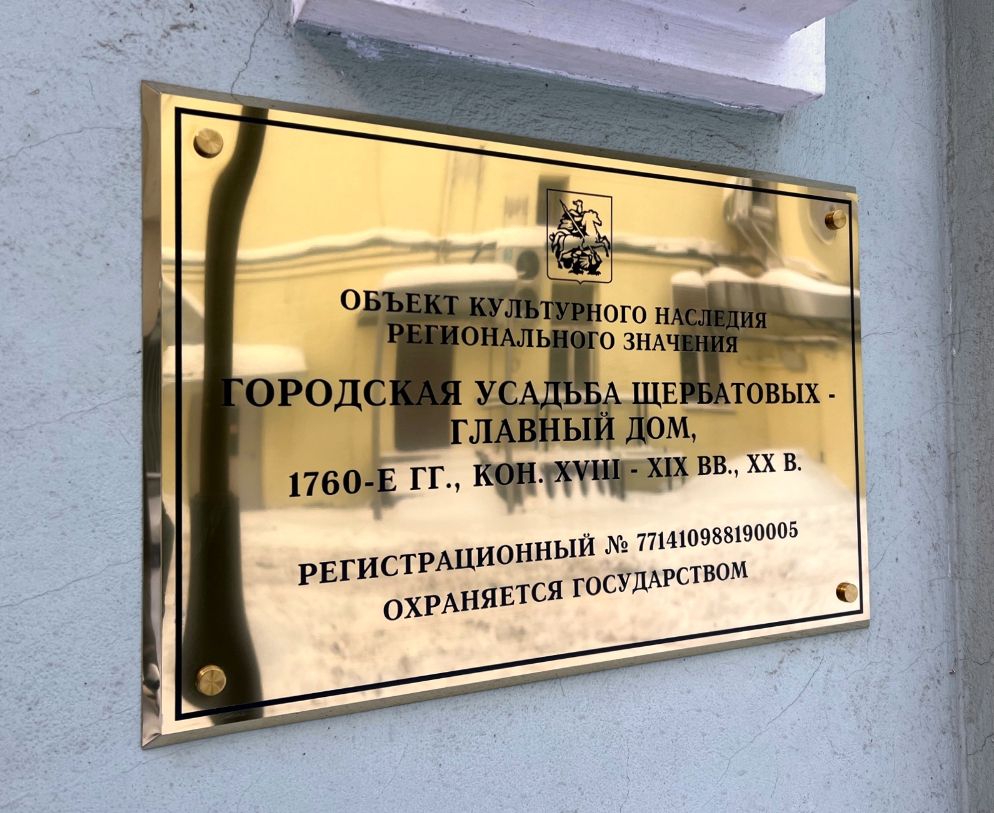 ОБЪЕКТ КУЛЬТУРНОГО НАСЛЕДИЯ
РЕГИОНАЛЬНОГО ЗНАЧЕНИЯ
ГОРОДСКАЯ УСАДЬБА ЩЕРБАТОВЫХ -
ГЛАВНЫЙ ДОМ,
1760-Е ГГ., КОН. XVIII - XIX ВВ., XX В.
РЕГИСТРАЦИОННЫЙ № 771410988190005
ОХРАНЯЕТСЯ ГОСУДАРСТВОМ